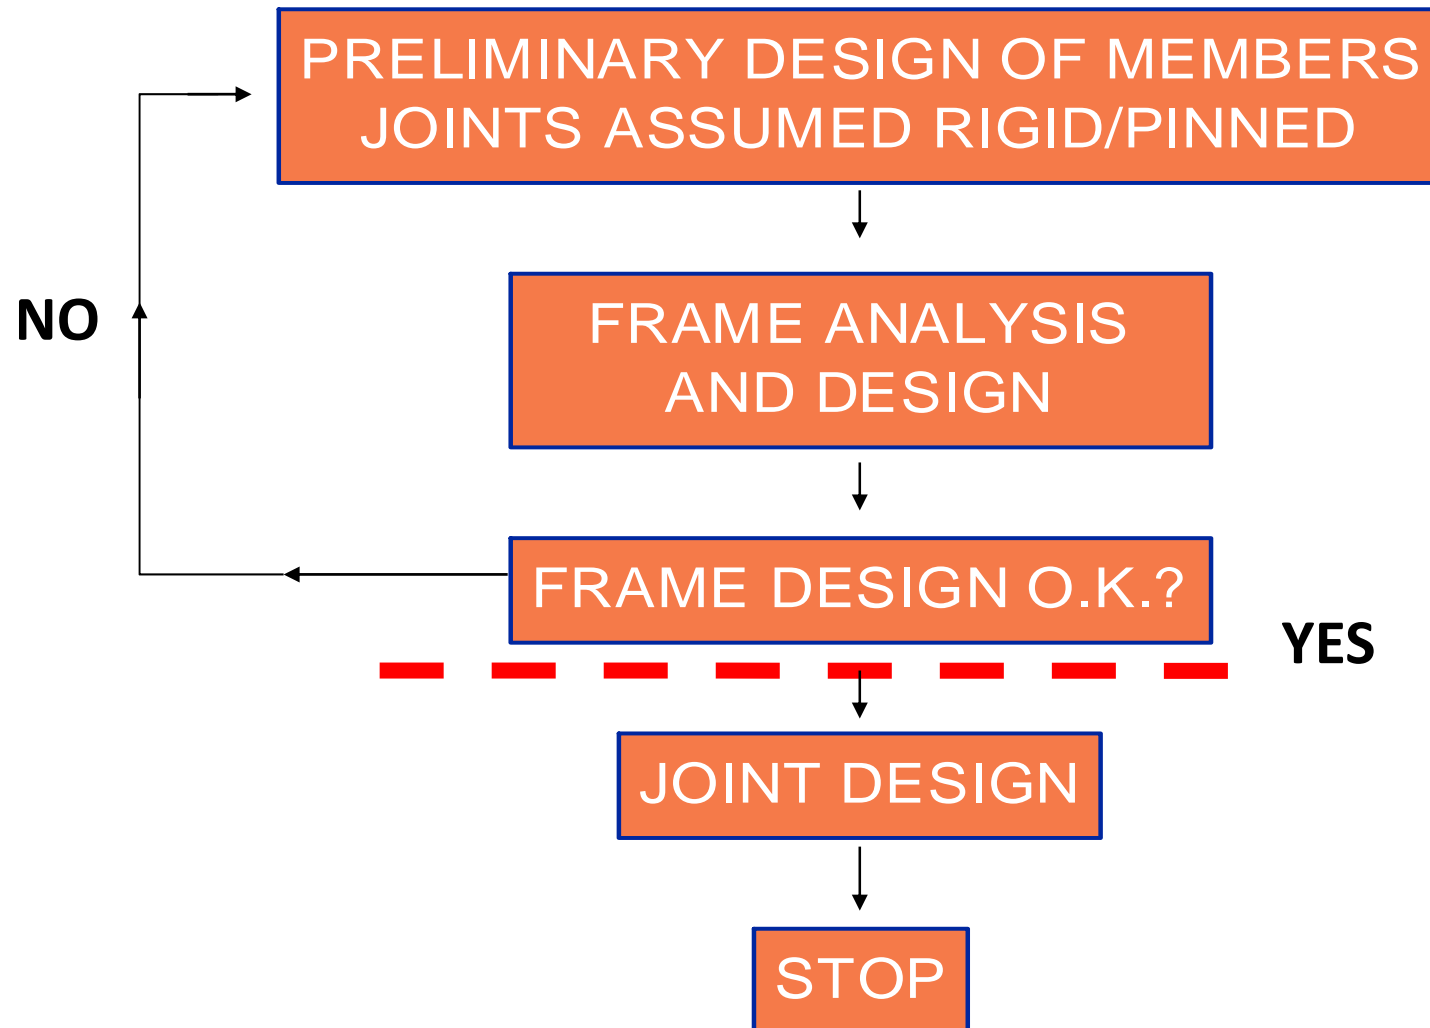 PRELIMINARY DESIGN OF MEMBERS
JOINTS ASSUMED RIGID/PINNED
NO
FRAME ANALYSIS
AND DESIGN
FRAME DESIGN O.K.?
YES
JOINT DESIGN
STOP